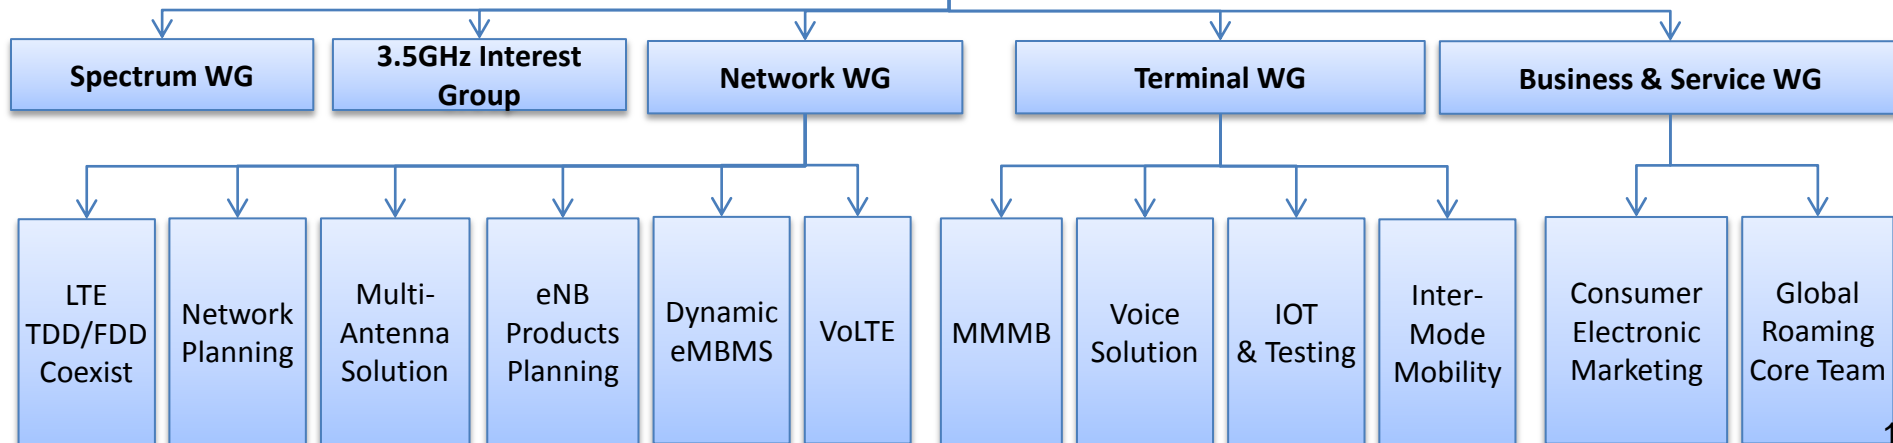 Spectrum WG
3.5GHz Interest
Group
Network WG
Terminal WG
Business & Service WG
LTE
TDD/FDD
Coexist
Network
Planning
Multi-
Antenna
Solution
eNB
Products
Planning
Dynamic
eMBMS
VoLTE
MMMB
Voice
Solution
IOT
& Testing
Inter-
Mode
Mobility
Consumer
Electronic
Marketing
Global
Roaming
Core Team